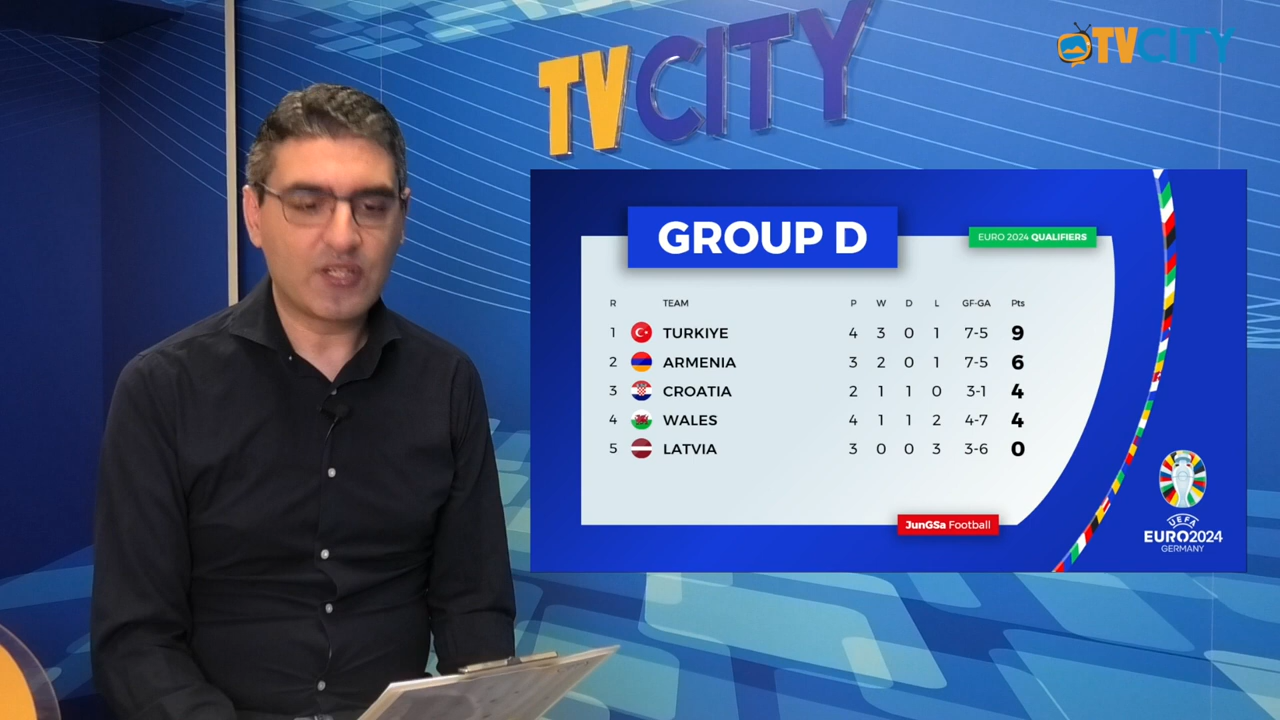 TVCITY
TVCITY
GROUP D
EURO 2024 QUALIFIERS
R TEAM P W D L GF-GA Pts
1 TURKIYE 4 3 0 1 7-5 9
2 ARMENIA 3 2 0 1 7-5 6
3 CROATIA 2 1 1 0 3-1 4
4 WALES 4 1 1 2 4-7 4
5 LATVIA 3 0 0 3 3-6 0
JunGSa Football
UEFA
EURO2024
GERMANY